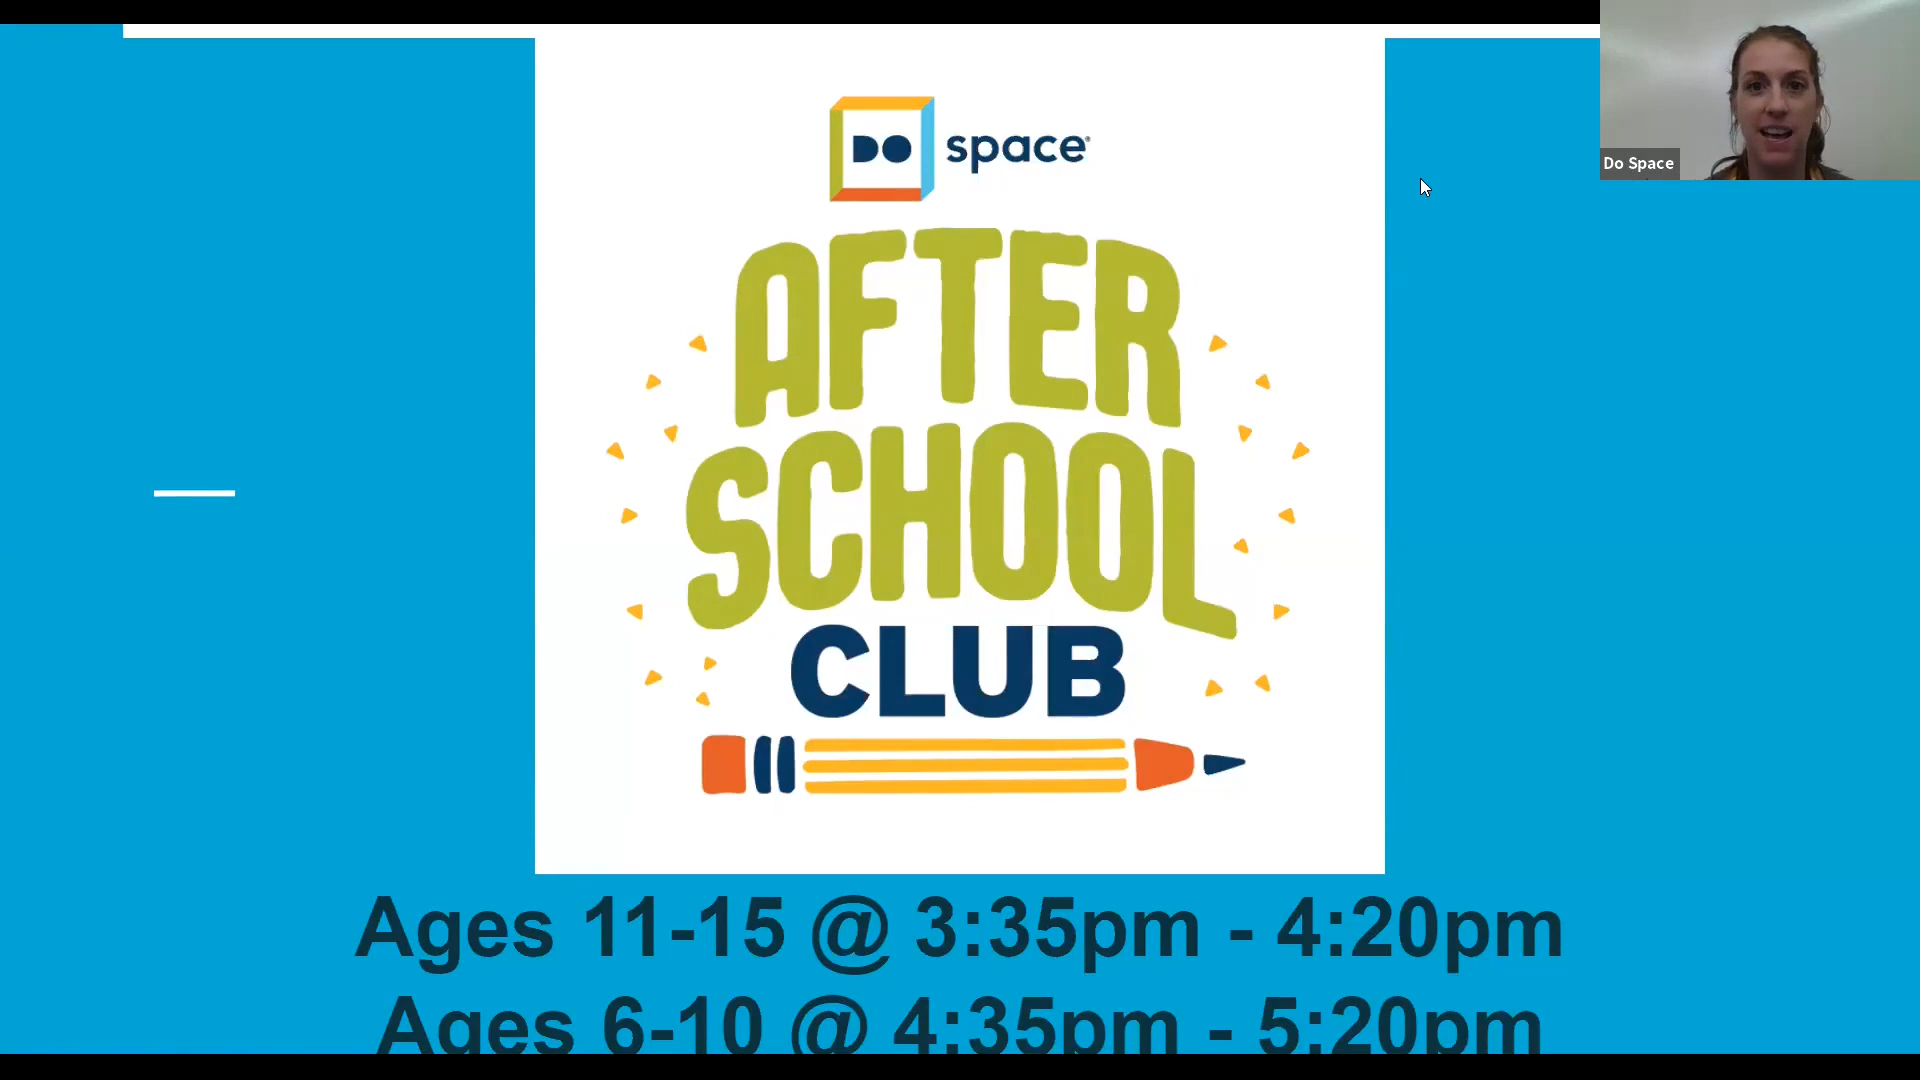 DO space®
Do Space
AFTER
SCHOOL
CLUB
Ages 11-15 @ 3:35pm - 4:20pm
Ages 6-10 @ 4:35pm - 5:20pm